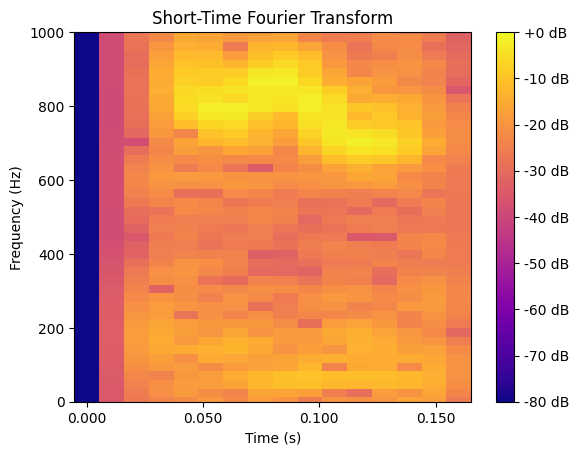 Short-Time Fourier Transform
1000
800
600
400
200
0
Frequency (Hz)
0.000
0.050
0.100
0.150
Time (s)
+0 dB
-10 dB
-20 dB
-30 dB
-40 dB
-50 dB
-60 dB
-70 dB
-80 dB